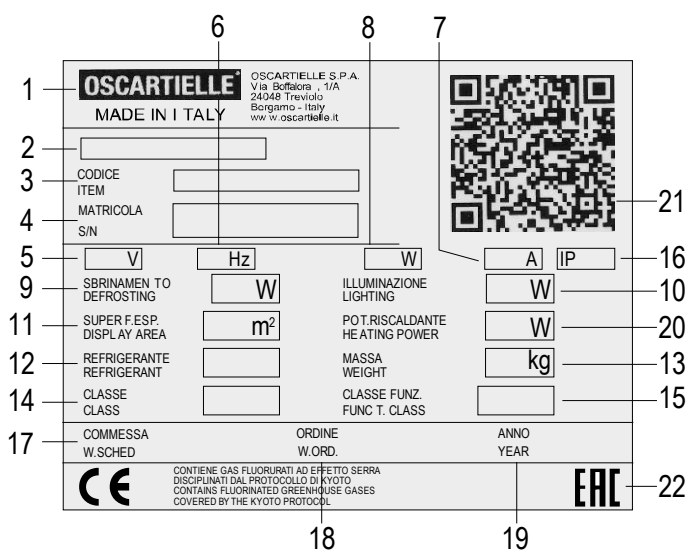 6 8 7
1 OSCARTIELLE OSCARTIELLE S.P.A.
Via Boffalora , 1/A
24048 Treviolo
Bergamo - Italy
www.oscartielle.it
MADE IN I TALY
2
3 CODICE
ITEM
4 MATRICOLA
S/N
21
5 V Hz W A IP 16
9 SBRINAMEN TO
DEFROSTING W ILLUMINAZIONE
LIGHTING W 10
11 SUPER F.ESP.
DISPLAY AREA m² POT.RISCALDANTE
HEATING POWER W 20
12 REFRIGERANTE
REFRIGERANT MASSA
WEIGHT kg 13
14 CLASSE
CLASS CLASSE FUNZ.
FUNC T. CLASS 15
17 COMMESSA ORDINE ANNO
W.SCHED W.ORD. YEAR
CE CONTIENE GAS FLUORURATI AD EFFETTO SERRA
DISCIPLINATI DAL PROTOCOLLO DI KYOTO
CONTAINS FLUORINATED GREENHOUSE GASES
COVERED BY THE KYOTO PROTOCOL
EAC 22
18 19